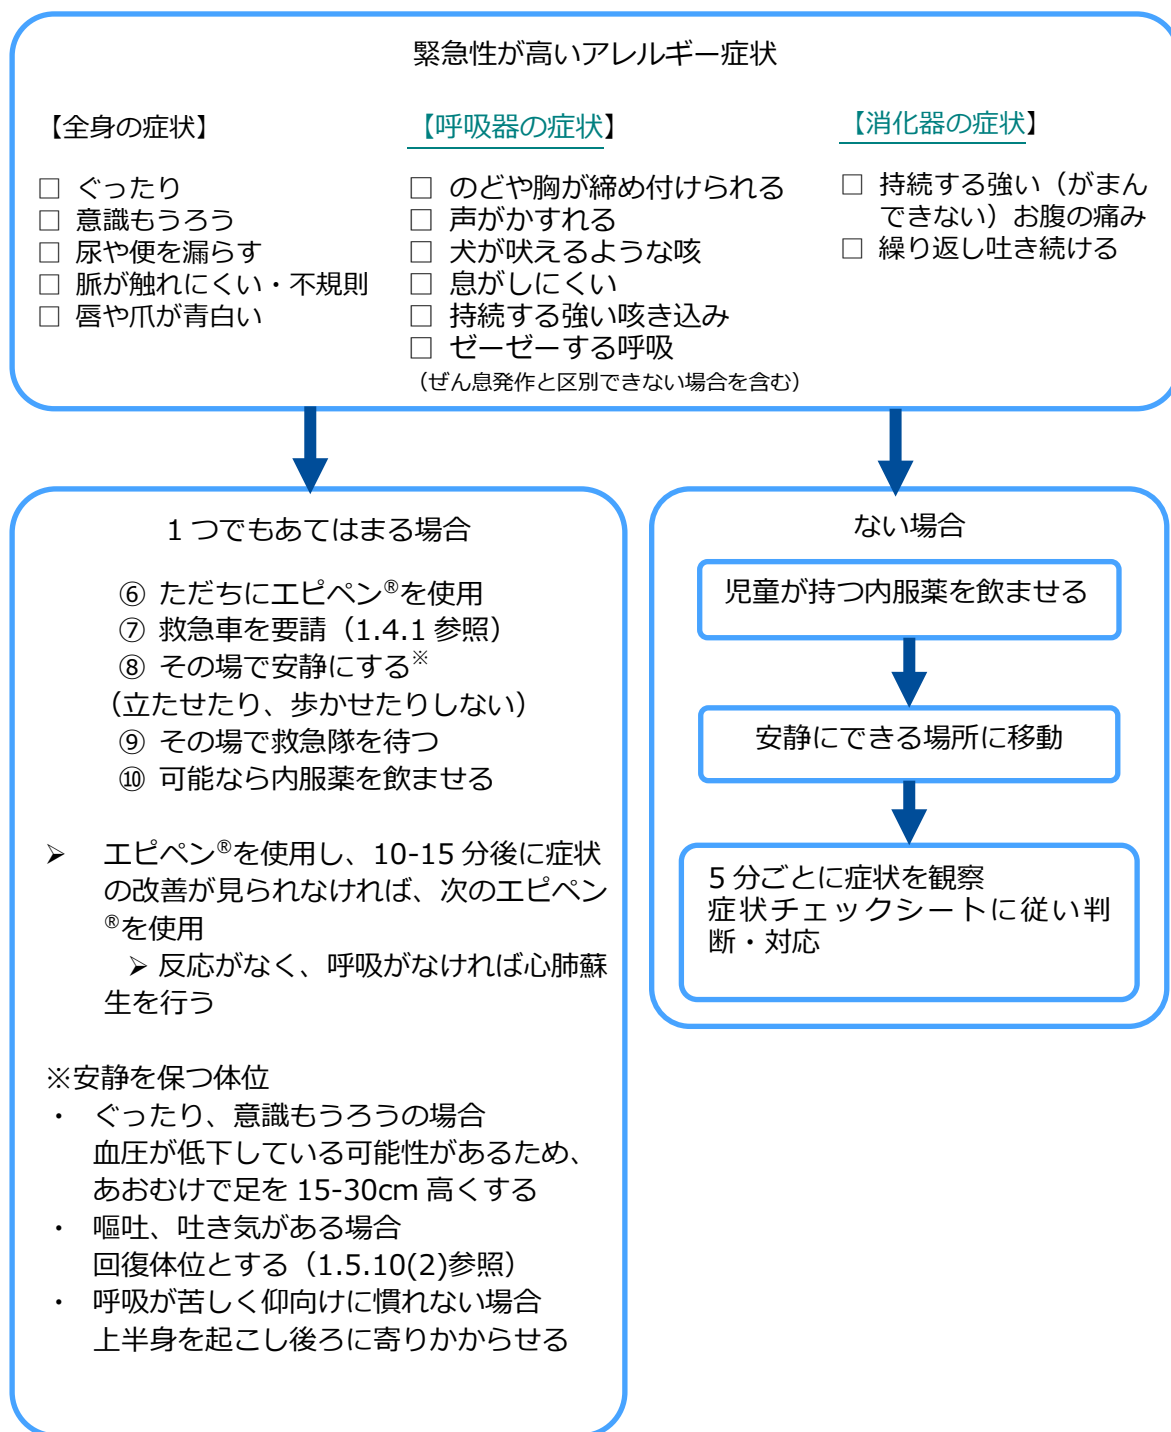 緊急性が高いアレルギー症状
【全身の症状】
□ ぐったり
□ 意識もうろう
□ 尿や便を漏らす
□ 脈が触れにくい・不規則
□ 唇や爪が青白い
【呼吸器の症状】
□ のどや胸が締め付けられる
□ 声がかすれる
□ 犬が吠えるような咳
□ 息がしにくい
□ 持続する強い咳き込み
□ ゼーゼーする呼吸
（ぜん息発作と区別できない場合を含む）
【消化器の症状】
□ 持続する強い（がまん
できない）お腹の痛み
□ 繰り返し吐き続ける
1 つでもあてはまる場合
⑥ ただちにエピペン®を使用
⑦ 救急車を要請（1.4.1 参照）
⑧ その場で安静にする※
（立たせたり、歩かせたりしない）
⑨ その場で救急隊を待つ
⑩ 可能なら内服薬を飲ませる
➢ エピペン®を使用し、10-15 分後に症状
の改善が見られなければ、次のエピペン
®を使用
➢ 反応がなく、呼吸がなければ心肺蘇
生を行う
※安静を保つ体位
・ ぐったり、意識もうろうの場合
血圧が低下している可能性があるため、
あおむけで足を 15-30cm 高くする
・ 嘔吐、吐き気がある場合
回復体位とする（1.5.10(2)参照）
・ 呼吸が苦しく仰向けに慣れない場合
上半身を起こし後ろに寄りかからせる
ない場合
児童が持つ内服薬を飲ませる
安静にできる場所に移動
5 分ごとに症状を観察
症状チェックシートに従い判
断・対応